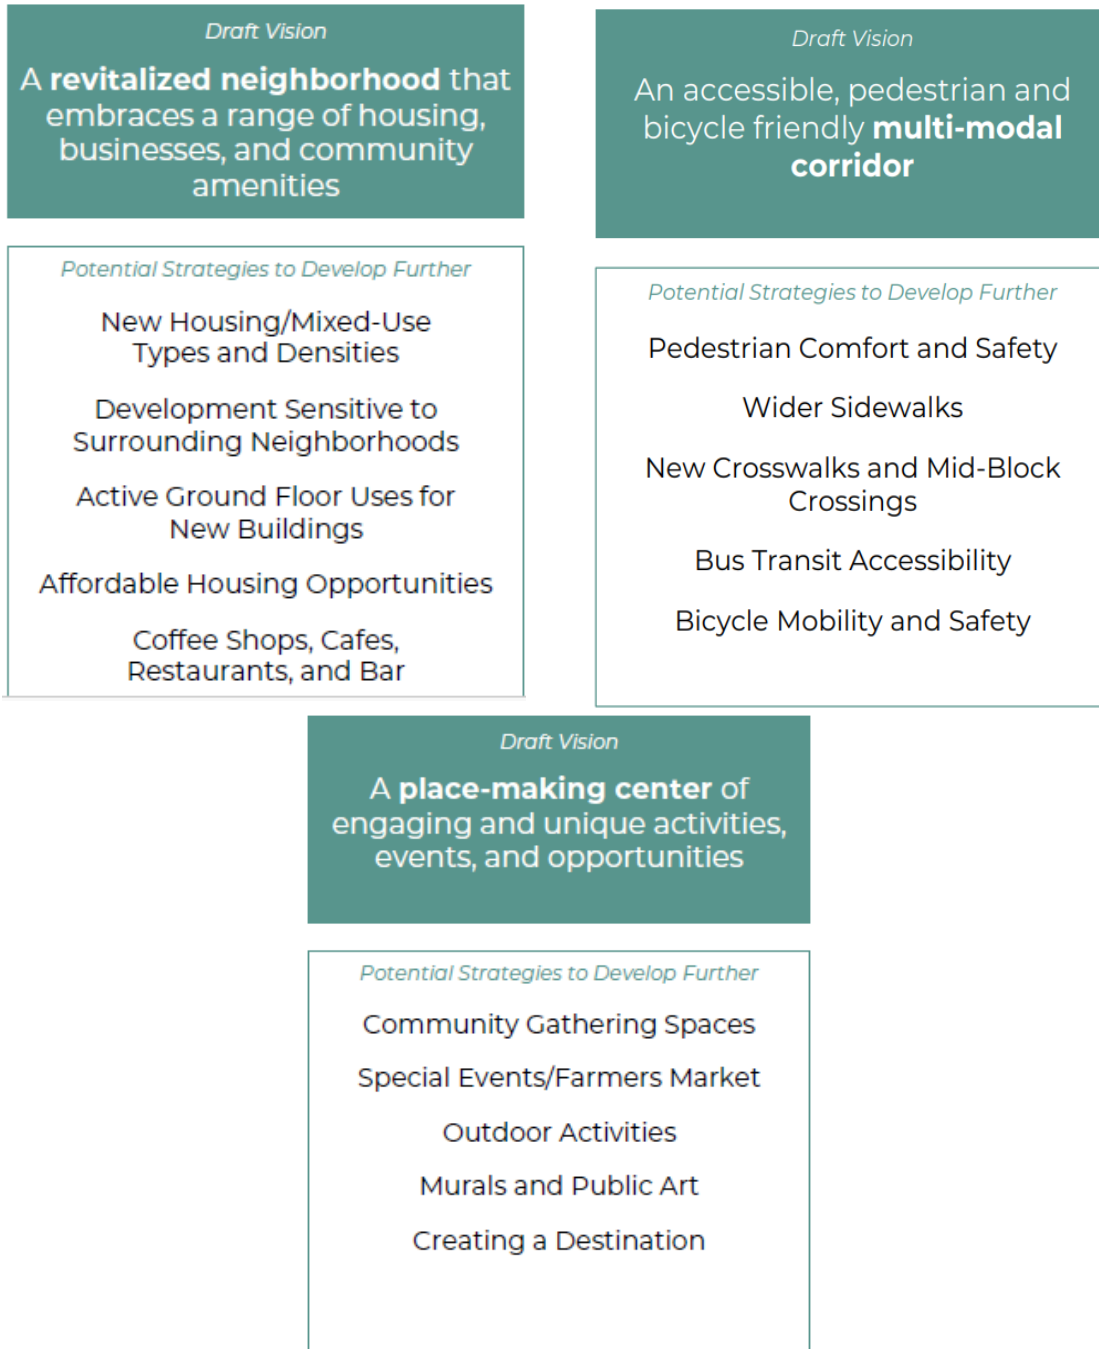 Draft Vision
A revitalized neighborhood that
embraces a range of housing,
businesses, and community
amenities
Potential Strategies to Develop Further
New Housing/Mixed-Use
Types and Densities
Development Sensitive to
Surrounding Neighborhoods
Active Ground Floor Uses for
New Buildings
Affordable Housing Opportunities
Coffee Shops, Cafes,
Restaurants, and Bar
Draft Vision
An accessible, pedestrian and
bicycle friendly multi-modal
corridor
Potential Strategies to Develop Further
Pedestrian Comfort and Safety
Wider Sidewalks
New Crosswalks and Mid-Block
Crossings
Bus Transit Accessibility
Bicycle Mobility and Safety
Draft Vision
A place-making center of
engaging and unique activities,
events, and opportunities
Potential Strategies to Develop Further
Community Gathering Spaces
Special Events/Farmers Market
Outdoor Activities
Murals and Public Art
Creating a Destination